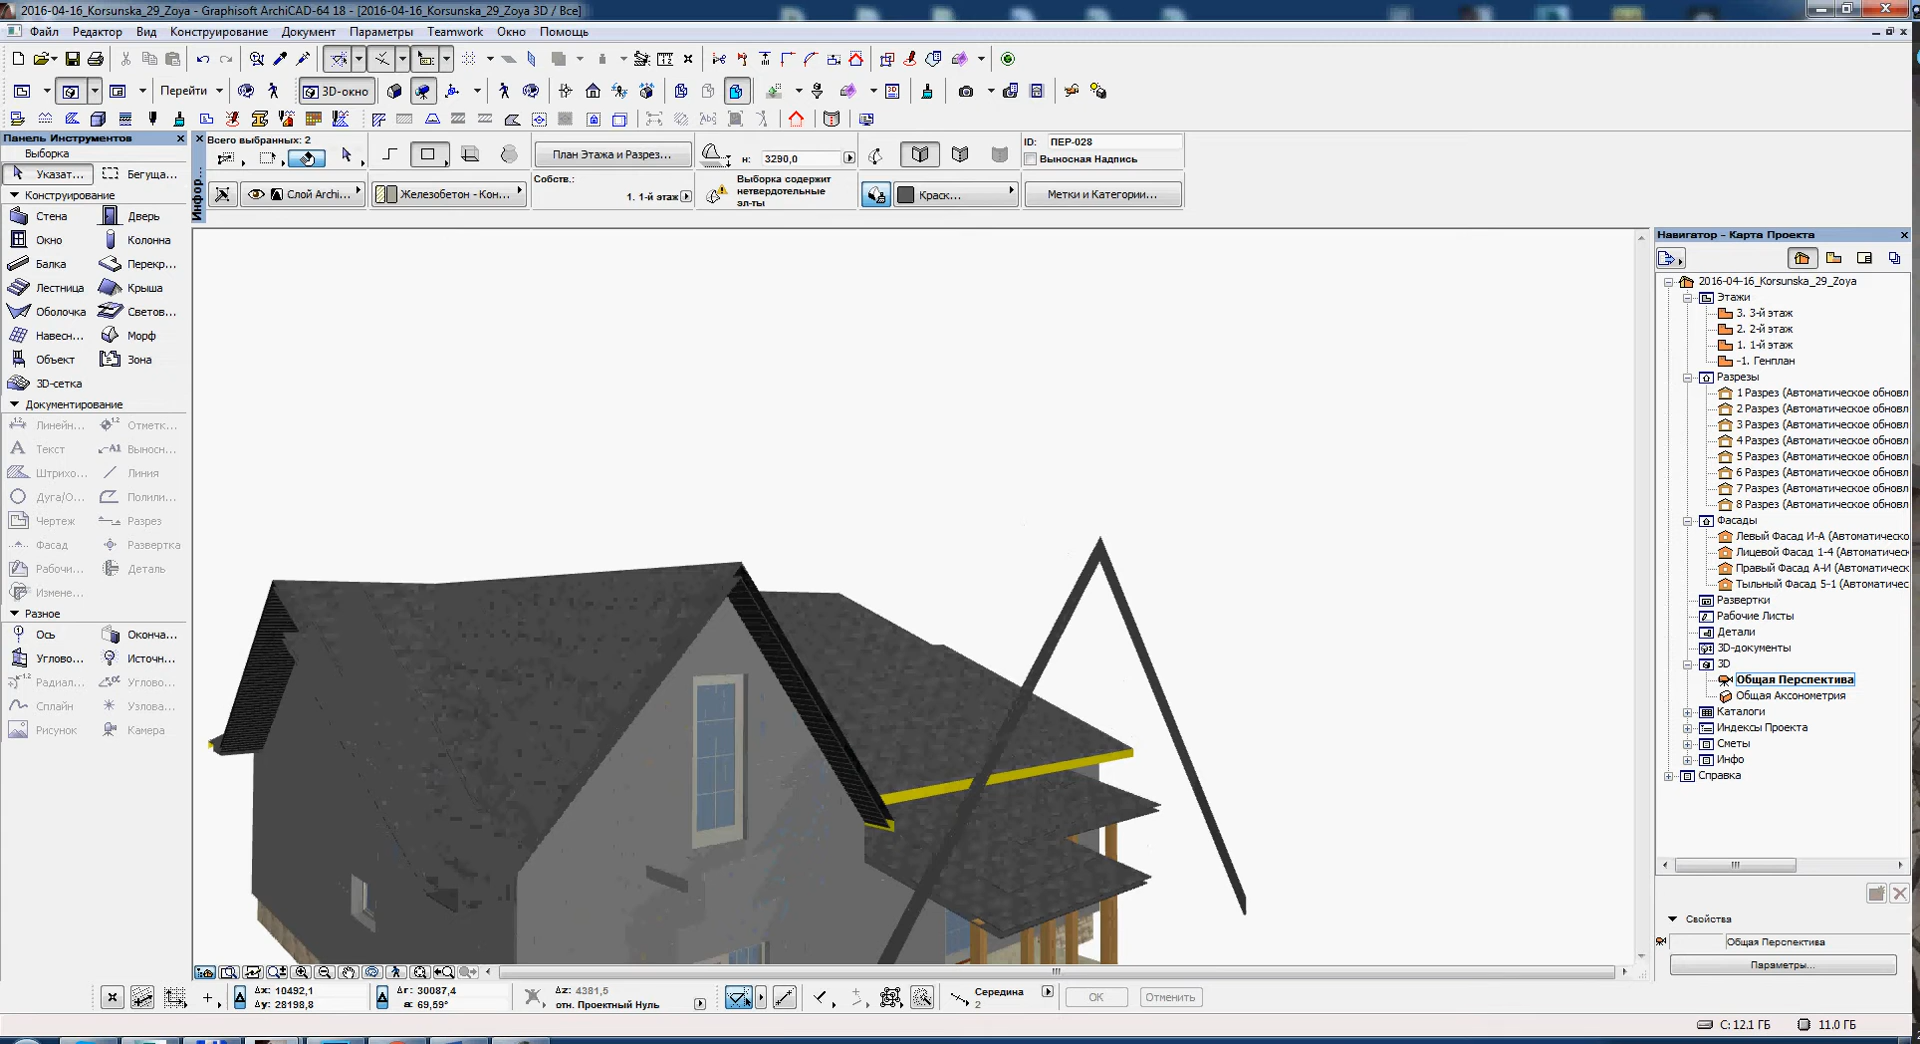 2016-04-16_Korsunska_29_Zoya - Graphisoft ArchiCAD-64 18 - [2016-04-16_Korsunska_29_Zoya 3D / Все]
Файл Редактор Вид Конструирование Документ Параметры Teamwork Окно Помощь
Перейти 3D-окно
Панель Инструментов
Выборка
Указат... Бегуща...
Конструирование
Стена Дверь
Окно Колонна
Балка Перекр...
Лестница Крыша
Оболочка Светов...
Навесн... Морф
Объект Зона
3D-сетка
Документирование
Линейн... Отметк...
Текст Выносн...
Штрихо... Линия
Дуга/О... Полили...
Чертеж Разрез
Фасад Развертка
Рабочи... Деталь
Измене...
Разное
Ось Оконча...
Углово... Источн...
Радиал... Углово...
Сплайн Узлова...
Рисунок Камера
Инфор...
Всего выбранных: 2
Слой Archi...
Железобетон - Кон...
План Этажа и Разрез...
Собств.:
1. 1-й этаж
н: 3290,0
Выборка содержит
нетвердотельные
эл-ты
Краск...
ID: ПЕР-028
Выносная Надпись
Метки и Категории...
Навигатор - Карта Проекта
2016-04-16_Korsunska_29_Zoya
Этажи
3. 3-й этаж
2. 2-й этаж
1. 1-й этаж
-1. Генплан
Разрезы
1 Разрез (Автоматическое обновл
2 Разрез (Автоматическое обновл
3 Разрез (Автоматическое обновл
4 Разрез (Автоматическое обновл
5 Разрез (Автоматическое обновл
6 Разрез (Автоматическое обновл
7 Разрез (Автоматическое обновл
8 Разрез (Автоматическое обновл
Фасады
Левый Фасад И-А (Автоматическо
Лицевой Фасад 1-4 (Автоматичес
Правый Фасад А-И (Автоматичес
Тыльный Фасад 5-1 (Автоматичес
Развертки
Рабочие Листы
Детали
3D-документы
3D
Общая Перспектива
Общая Аксонометрия
Каталоги
Индексы Проекта
Сметы
Инфо
Справка
Свойства
Общая Перспектива
Параметры...
Δx: 10492,1
Δy: 28198,8
Δr: 30087,4
a: 69,59°
Δz: 4381,5
отн. Проектный Нуль
Середина
2
OK Отменить
C: 12.1 ГБ 11.0 ГБ